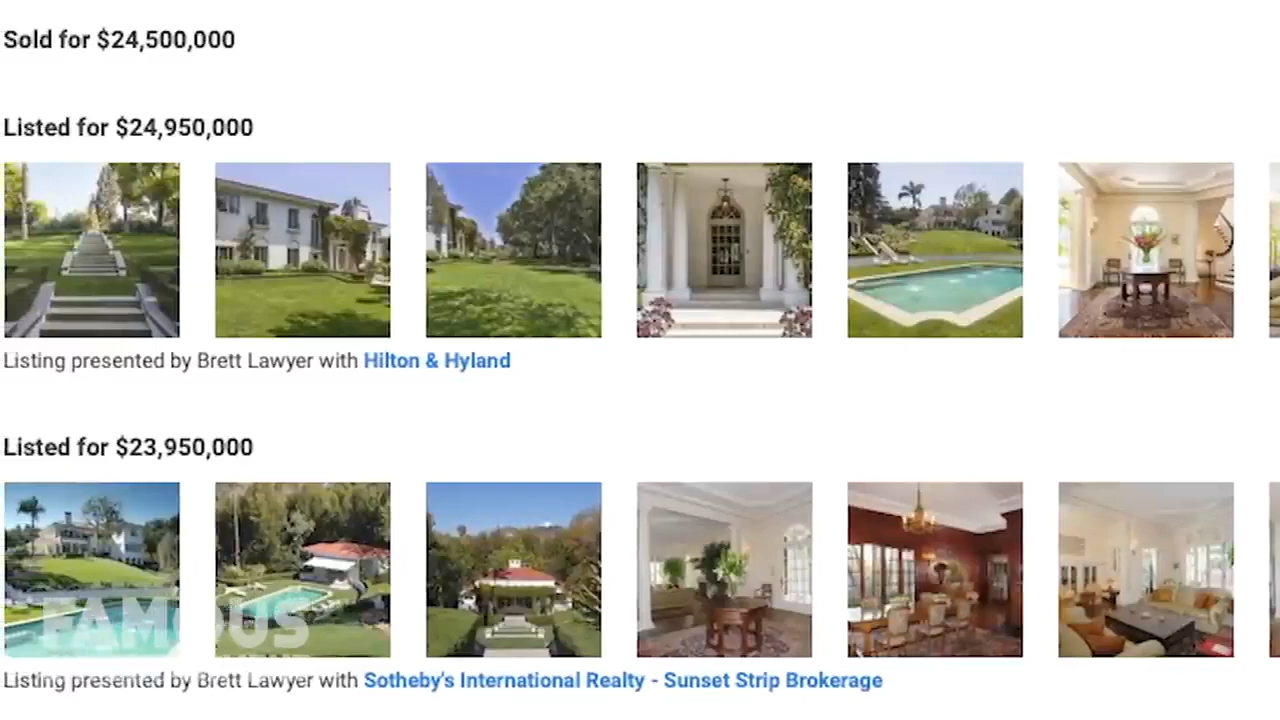 Sold for $24,500,000
Listed for $24,950,000
Listing presented by Brett Lawyer with Hilton & Hyland
Listed for $23,950,000
FAMOUS
Listing presented by Brett Lawyer with Sotheby's International Realty - Sunset Strip Brokerage